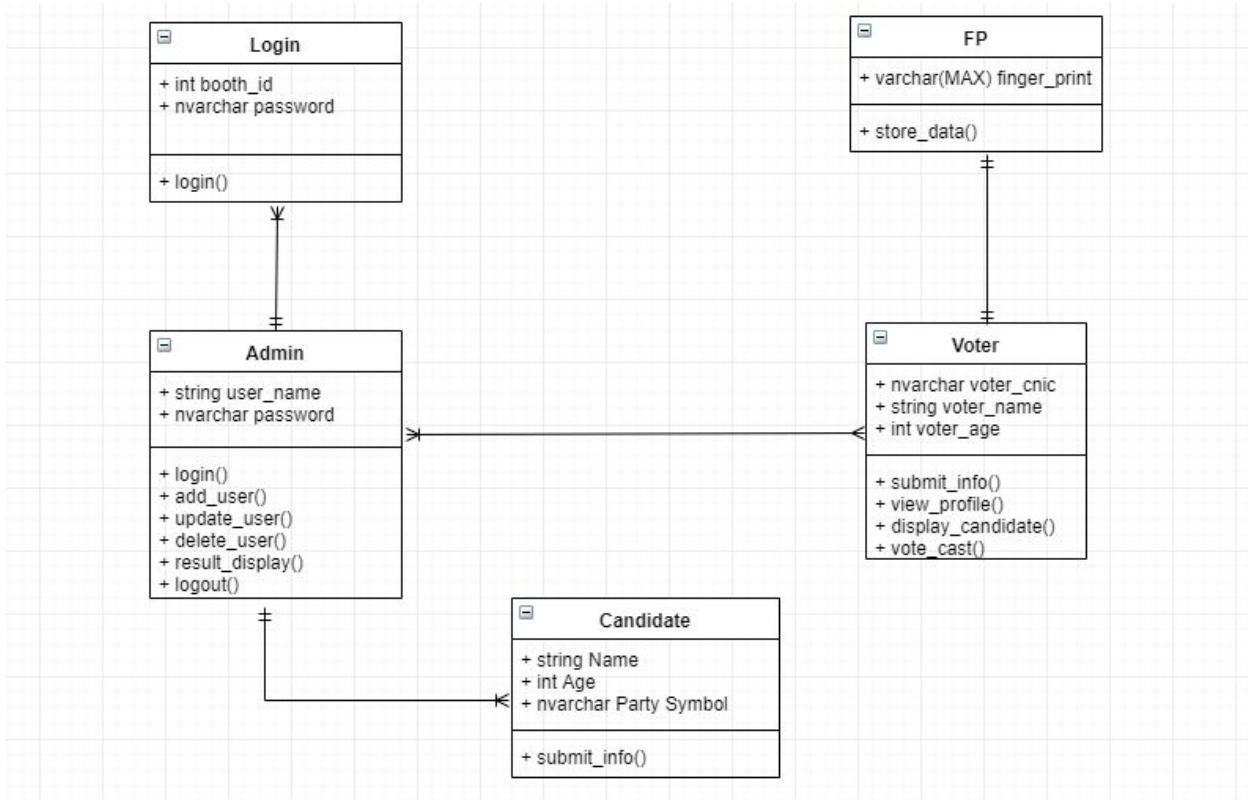 Login
+ int booth_id
+ nvarchar password
+ login()
FP
+ varchar(MAX) finger_print
+ store_data()
Admin
+ string user_name
+ nvarchar password
+ login()
+ add_user()
+ update_user()
+ delete_user()
+ result_display()
+ logout()
Voter
+ nvarchar voter_cnic
+ string voter_name
+ int voter_age
+ submit_info()
+ view_profile()
+ display_candidate()
+ vote_cast()
Candidate
+ string Name
+ int Age
+ nvarchar Party Symbol
+ submit_info()